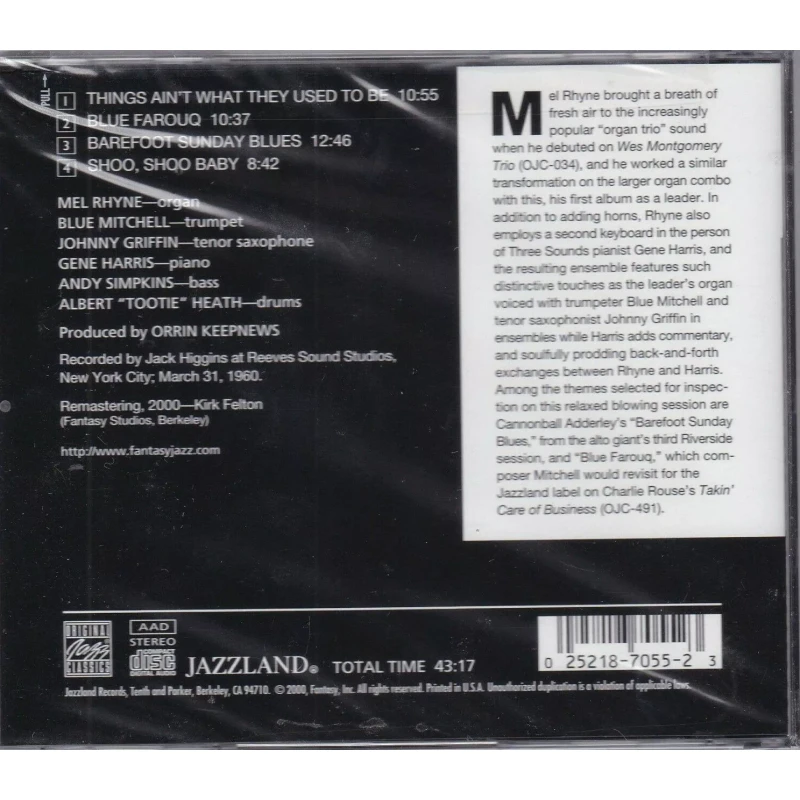 PULL→
1 THINGS AIN'T WHAT THEY USED TO BE 10:55
2 BLUE FAROUQ 10:37
3 BAREFOOT SUNDAY BLUES 12:46
4 SHOO, SHOO BABY 8:42
MEL RHYNE—organ
BLUE MITCHELL—trumpet
JOHNNY GRIFFIN—tenor saxophone
GENE HARRIS—piano
ANDY SIMPKINS—bass
ALBERT "TOOTIE" HEATH—drums
Produced by ORRIN KEEPNEWS
Recorded by Jack Higgins at Reeves Sound Studios,
New York City; March 31, 1960.
Remastering, 2000—Kirk Felton
(Fantasy Studios, Berkeley)
http://www.fantasyjazz.com
Mel Rhyne brought a breath of
fresh air to the increasingly
popular "organ trio" sound
when he debuted on Wes Montgomery
Trio (OJC-034), and he worked a similar
transformation on the larger organ combo
with this, his first album as a leader. In
addition to adding horns, Rhyne also
employs a second keyboard in the person
of Three Sounds pianist Gene Harris, and
the resulting ensemble features such
distinctive touches as the leader's organ
voiced with trumpeter Blue Mitchell and
tenor saxophonist Johnny Griffin in
ensembles while Harris adds commentary,
and soulfully prodding back-and-forth
exchanges between Rhyne and Harris.
Among the themes selected for inspec-
tion on this relaxed blowing session are
Cannonball Adderley's "Barefoot Sunday
Blues," from the alto giant's third Riverside
session, and "Blue Farouq," which com-
poser Mitchell would revisit for the
Jazzland label on Charlie Rouse's Takin'
Care of Business (OJC-491).
ORIGINAL Jazz CLASSICS
AAD
STEREO
COMPACT disc DIGITAL AUDIO
JAZZLAND® TOTAL TIME 43:17
0 25218-7055-2 3
Jazzland Records, Tenth and Parker, Berkeley, CA 94710. © 2000, Fantasy, Inc. All rights reserved. Printed in U.S.A. Unauthorized duplication is a violation of applicable laws.